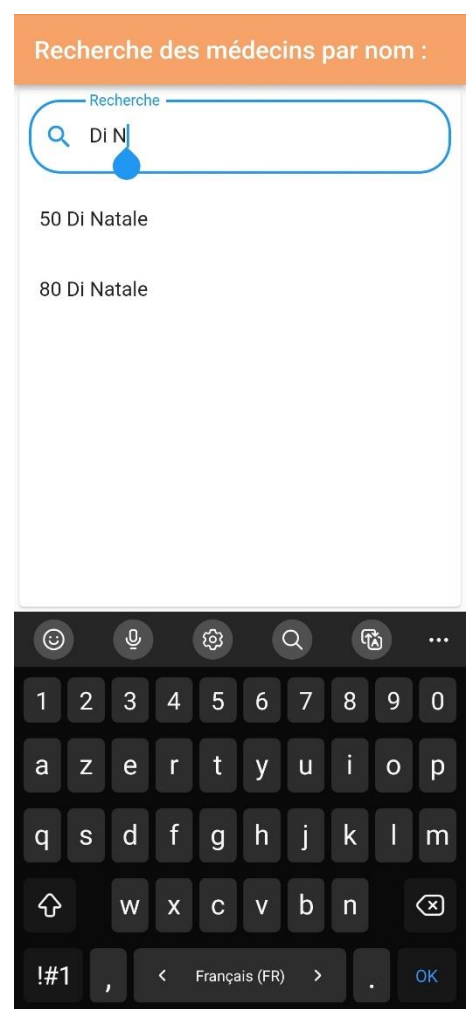 Recherche des médecins par nom :
Recherche
Di N
50 Di Natale
80 Di Natale
1 2 3 4 5 6 7 8 9 0
a z e r t y u i o p
q s d f g h j k l m
w x c v b n
!#1 , < Français (FR) > . OK